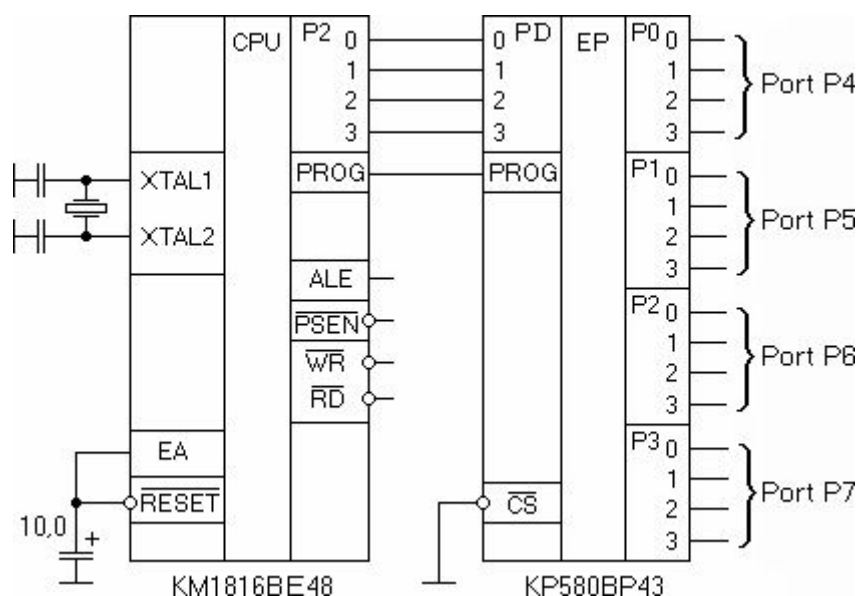 CPU P2 0 0 PD EP P0 0
1 1 1 Port P4
2 2 2
3 3 3
XTAL1 PROG PROG P1 0
1
XTAL2 2 Port P5
3
ALE
P2 0
PSEN 1
WR 2 Port P6
RD 3
EA P3 0
1
RESET CS 2 Port P7
10,0 + 3
KM1816BE48 KP580BP43